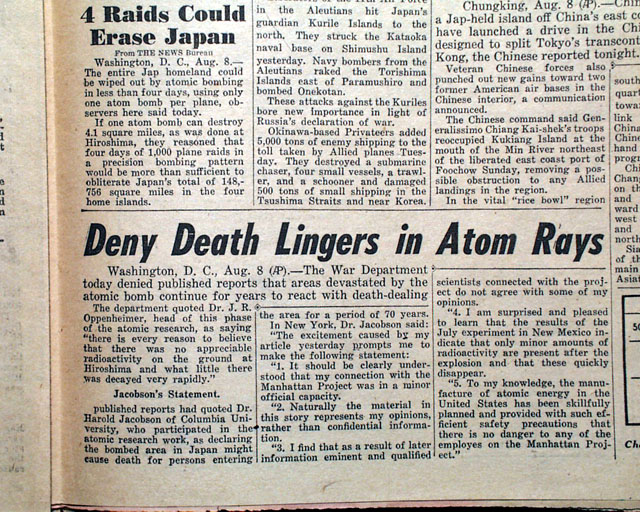 4 Raids Could
Erase Japan
From THE NEWS Bureau
Washington, D. C., Aug. 8.—
The entire Jap homeland could
be wiped out by atomic bombing
in less than four days, using only
one atom bomb per plane, ob-
servers here said today.
If one atom bomb can destroy
4.1 square miles, as was done at
Hiroshima, they reasoned that
four days of 1,000 plane raids in
a precision bombing pattern
would be more than sufficient to
obliterate Japan's total of 148,-
756 square miles in the four
home islands.
in the Aleutians hit Japan's
guardian Kurile Islands to the
north. They struck the Kataoka
naval base on Shimushu Island
yesterday. Navy bombers from the
Aleutians raked the Torishima
Islands east of Paramushiro and
bombed Onekotan.
These attacks against the Kuriles
bore new importance in light of
Russia's declaration of war.
Okinawa-based Privateers added
5,000 tons of enemy shipping to the
toll taken by Allied planes Tues-
day. They destroyed a submarine
chaser, four small vessels, a trawl-
er, and a schooner and damaged
500 tons of small shipping in the
Tsushima Straits and near Korea.
Chungking, Aug. 8 (AP).—
a Jap-held island off China's east
have launched a drive in the
designed to split Tokyo's transcont
Kong, the Chinese reported tonight.
Veteran Chinese forces also
punched out new gains toward two
former American air bases in the
Chinese interior, a communication
announced.
The Chinese command said Gen-
eralissimo Chiang Kai-shek's troops
reoccupied Kukiang Island at the
mouth of the Min River northeast
of the liberated east coast port of
Foochow Sunday, removing a pos-
sible obstruction to any Allied
landings in the region.
In the vital "rice bowl" region
Deny Death Lingers in Atom Rays
Washington, D. C., Aug. 8 (AP).—The War Department
today denied published reports that areas devastated by the
atomic bomb continue for years to react with death-dealing
The department quoted Dr. J. R.
Oppenheimer, head of this phase
of the atomic research, as saying
"there is every reason to believe
that there was no appreciable
radioactivity on the ground at
Hiroshima and what little there
was decayed very rapidly."
Jacobson's Statement.
published reports had quoted Dr.
Harold Jacobson of Columbia Uni-
versity, who participated in the
atomic research work, as declaring
the bombed area in Japan might
cause death for persons entering
the area for a period of 70 years.
In New York, Dr. Jacobson said:
"The excitement caused by my
article yesterday prompts me to
make the following statement:
"1. It should be clearly under-
stood that my connection with the
Manhattan Project was in a minor
official capacity.
"2. Naturally the material in
this story represents my opinions,
rather than confidential informa-
tion.
"3. I find that as a result of later
information eminent and qualified
scientists connected with the proj-
ect do not agree with some of my
opinions.
"4. I am surprised and pleased
to learn that the results of the
July experiment in New Mexico in-
dicate that only minor amounts of
radioactivity are present after the
explosion and that these quickly
disappear.
"5. To my knowledge, the manu-
facture of atomic energy in the
United States has been skillfully
planned and provided with such ef-
ficient safety precautions that
there is no danger to any of the
employes on the Manhattan Proj-
ect."